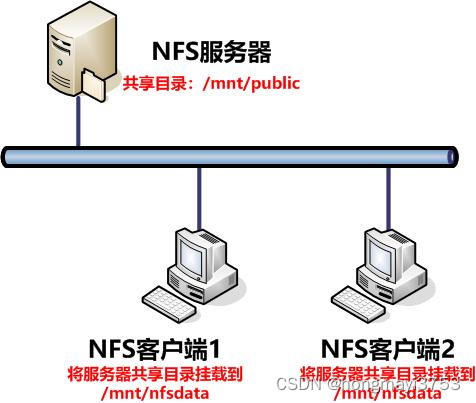 NFS服务器
共享目录：/mnt/public
NFS客户端1
将服务器共享目录挂载到
/mnt/nfsdata
NFS客户端2
将服务器共享目录挂载到
/mnt/nfsdata
CSDN @hongmayi3753